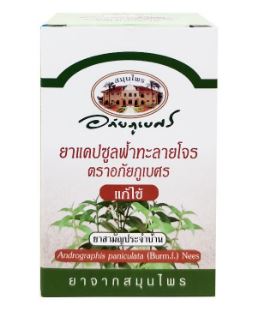 สมุนไพร
อภัยภูเบศร
ยาแคปซูลฟ้าทะลายโจร
ตราอภัยภูเบศร
แก้ไข้
ยาสามัญประจำบ้าน
Andrographis paniculata (Burm.f.) Nees
ยาจากสมุนไพร